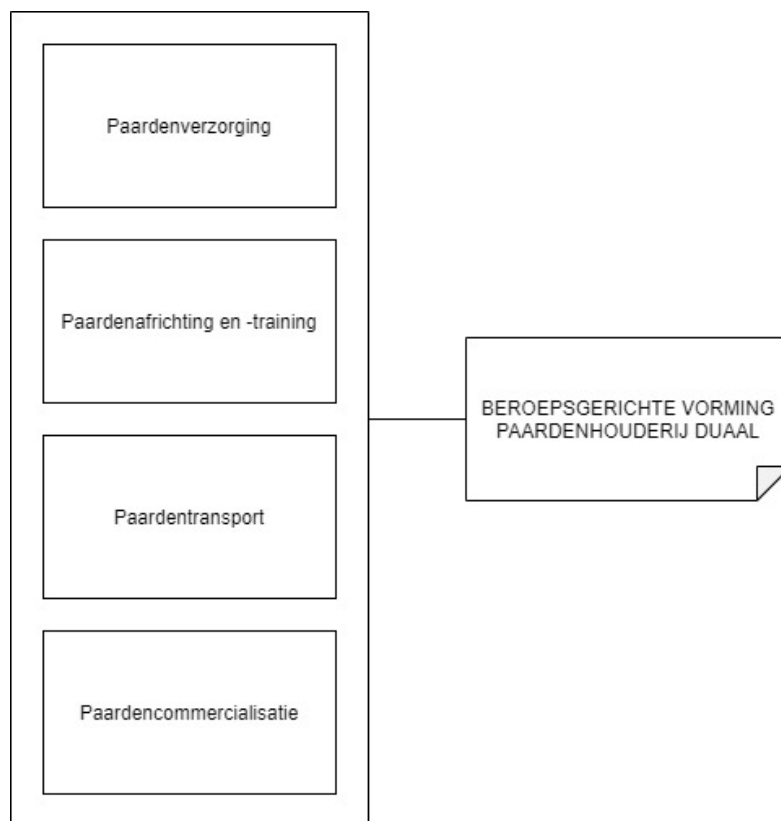 Paardenverzorging
Paardenafrichting en -training
BEROEPSGERICHTE VORMING
PAARDENHOUDERIJ DUAAL
Paardentransport
Paardencommercialisatie